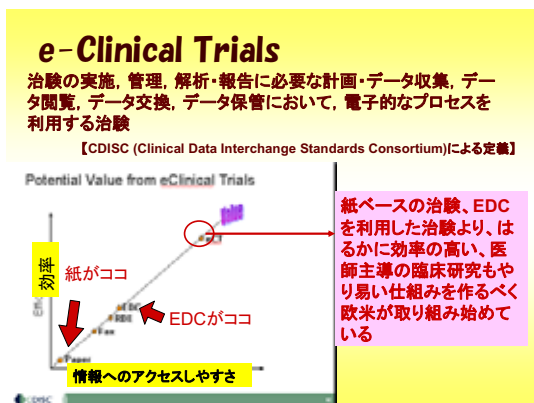 e-Clinical Trials
治験の実施, 管理, 解析・報告に必要な計画・データ収集, デー
タ閲覧, データ交換, データ保管において, 電子的なプロセスを
利用する治験
【CDISC (Clinical Data Interchange Standards Consortium)による定義】
Potential Value from eClinical Trials
Value
紙ベースの治験、EDC
を利用した治験より、は
るかに効率の高い、医
師主導の臨床研究もや
り易い仕組みを作るべく
欧米が取り組み始めて
いる
効率
紙がココ
EDC
RDE
EDCがココ
Fax
Paper
情報へのアクセスしやすさ
CDISC